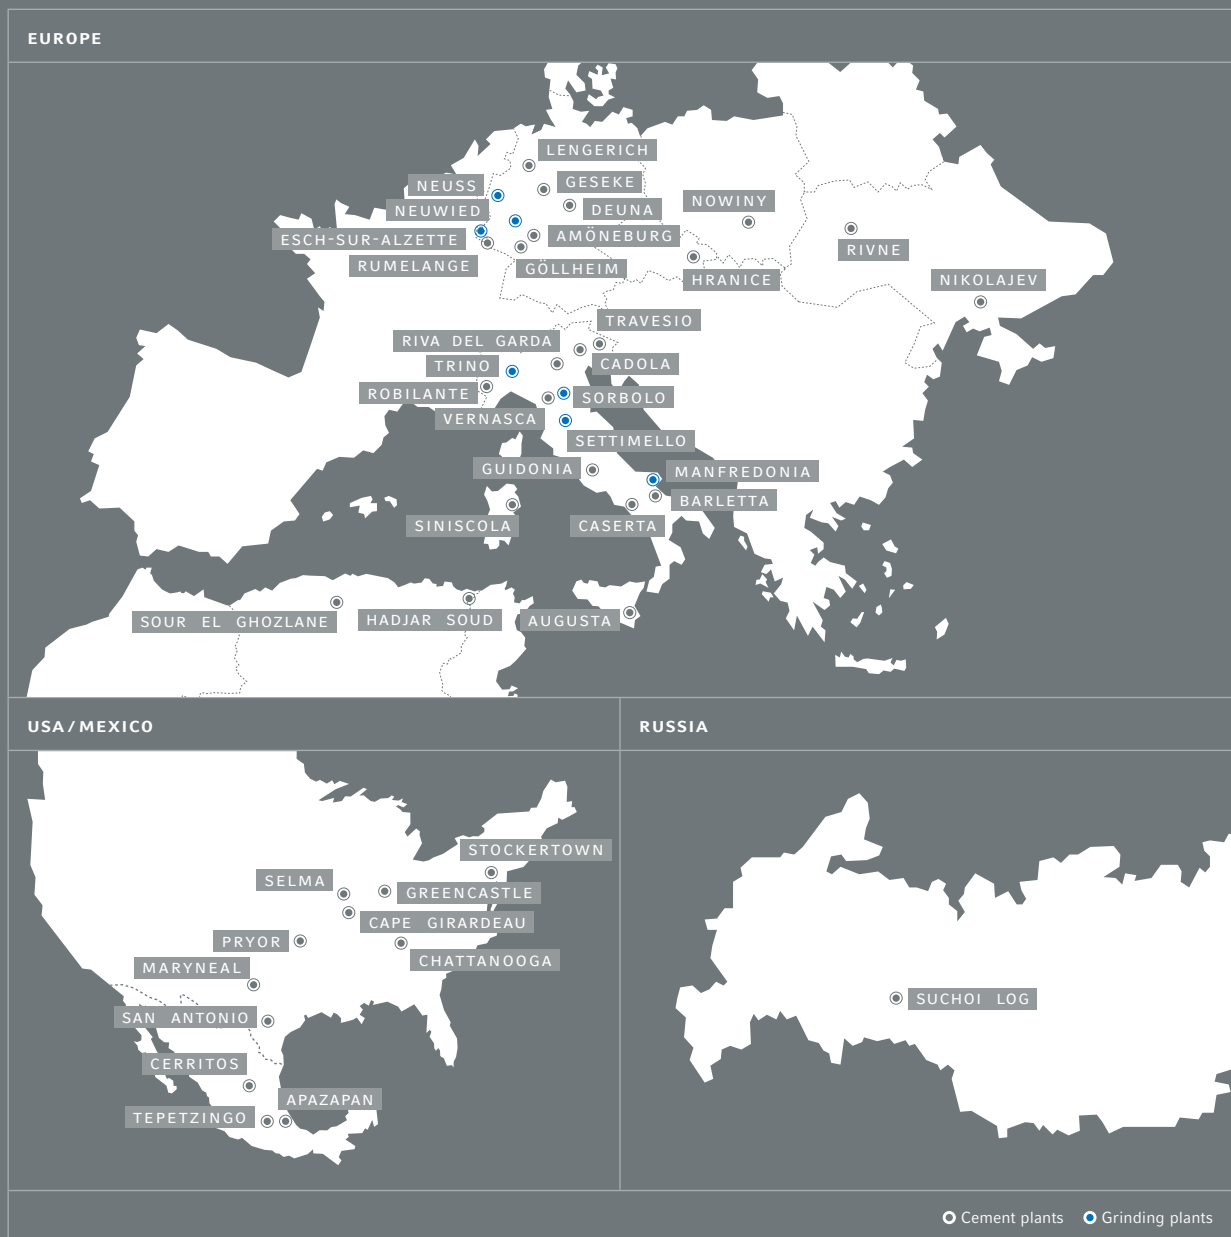 EUROPE
LENGERICH
NEUSS
GESEKE
NEUWIED
DEUNA
NOWINY
ESCH-SUR-ALZETTE
AMÖNEBURG
RIVNE
RUMELANGE
GÖLLHEIM
HRANICE
NIKOLAJEV
TRAVESIO
RIVA DEL GARDA
TRINO
CADOLA
ROBILANTE
SORBOLO
VERNASCA
SETTIMELLO
GUIDONIA
MANFREDONIA
BARLETTA
SINISCOLA
CASERTA
SOUR EL GHOZLANE
HADJAR SOUD
AUGUSTA
USA/MEXICO
STOCKERTOWN
SELMA
GREENCASTLE
CAPE GIRARDEAU
PRYOR
CHATTANOOGA
MARYNEAL
SAN ANTONIO
CERRITOS
APAZAPAN
TEPETZINGO
RUSSIA
SUCHOI LOG
Cement plants
Grinding plants